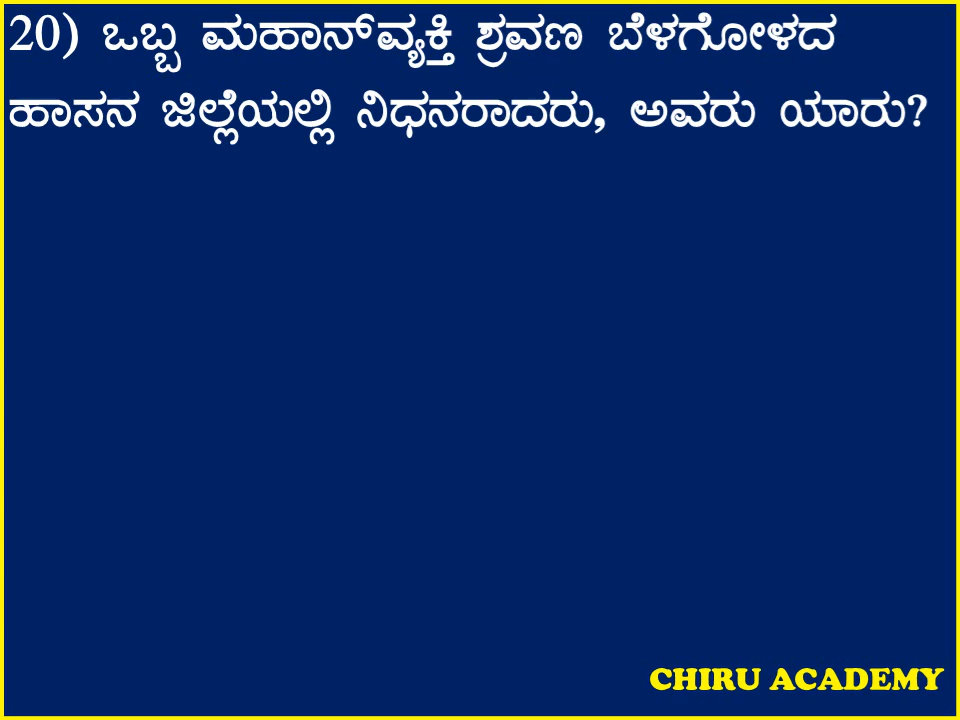 20) ಒಬ್ಬ ಮಹಾನ್‌ವ್ಯಕ್ತಿ ಶ್ರವಣ ಬೆಳಗೋಳದ
ಹಾಸನ ಜಿಲ್ಲೆಯಲ್ಲಿ ನಿಧನರಾದರು, ಅವರು ಯಾರು?
CHIRU ACADEMY